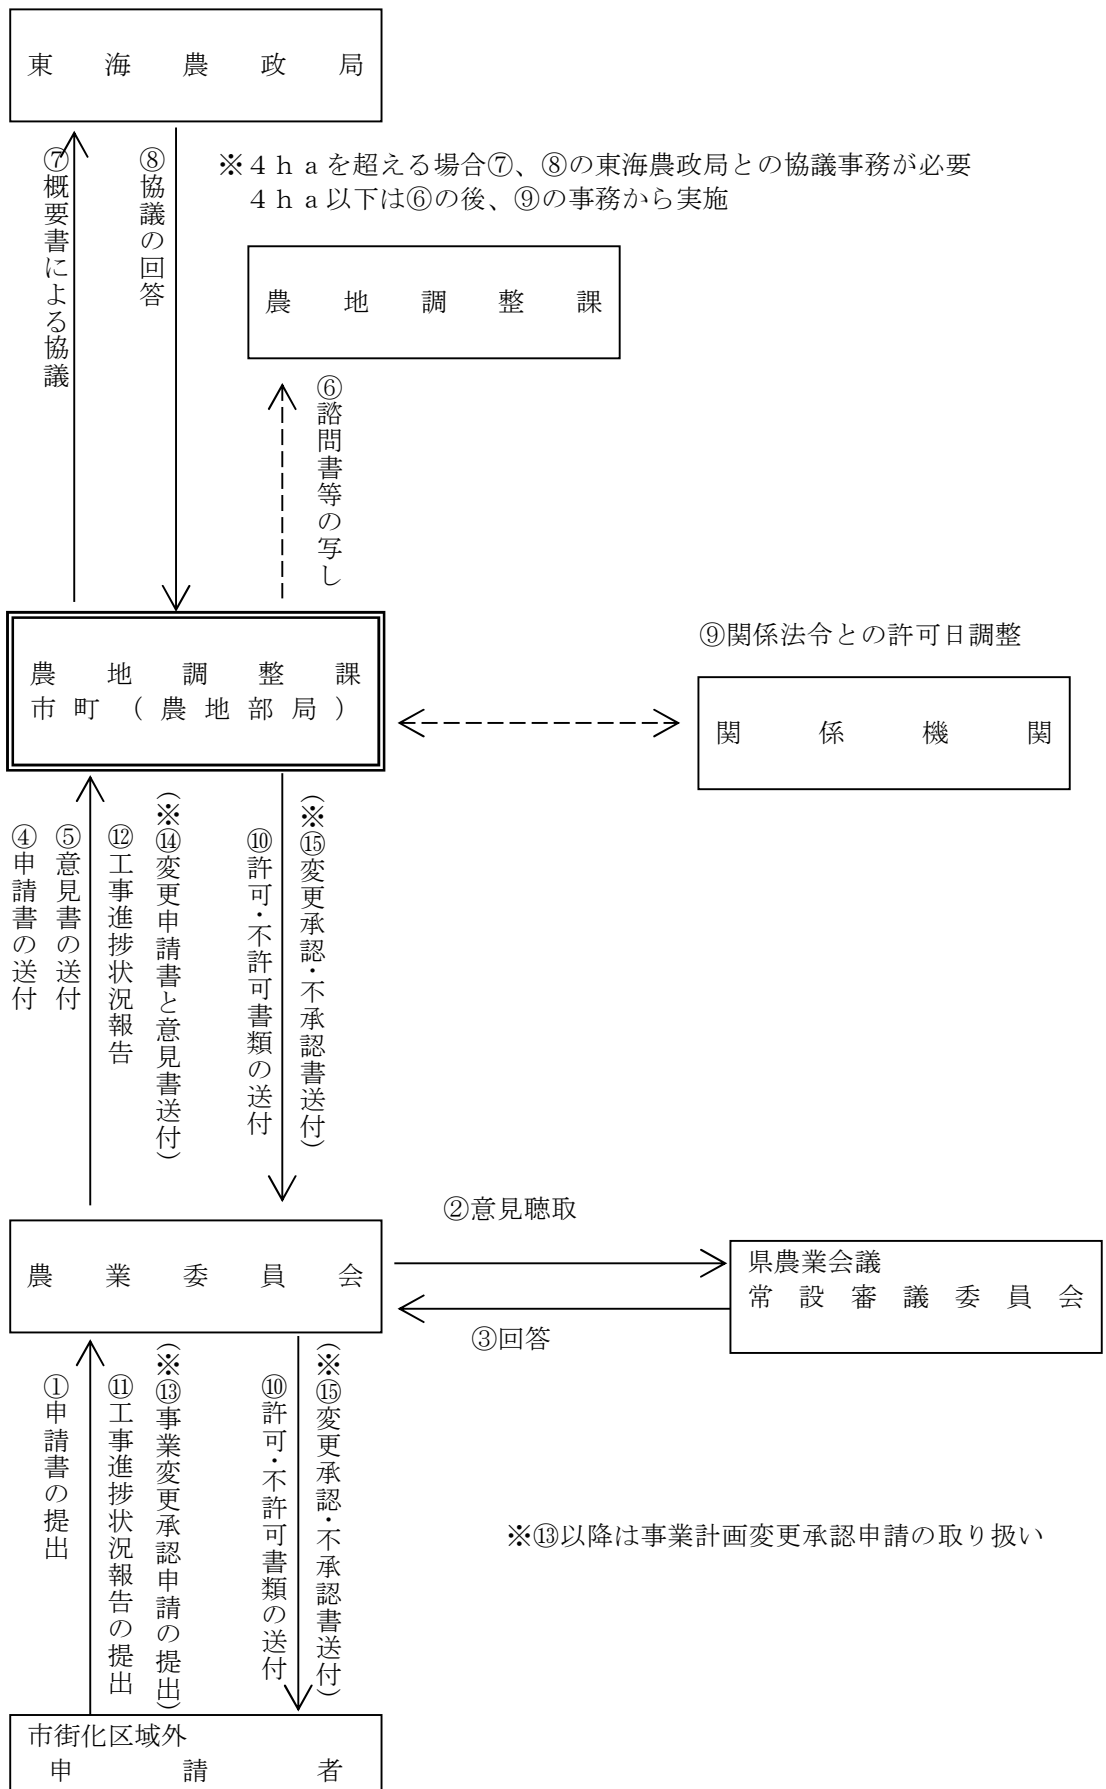 東海農政局
⑦概要書による協議
⑧協議の回答
※4haを超える場合⑦、⑧の東海農政局との協議事務が必要
4ha以下は⑥の後、⑨の事務から実施
農地調整課
⑥諮問書等の写し
農地調整課
市町(農地部局)
⑨関係法令との許可日調整
関係機関
④申請書の送付
⑤意見書の送付
⑫工事進捗状況報告
(※⑭変更申請書と意見書送付)
⑩許可・不許可書類の送付
(※⑮変更承認・不承認書送付)
農業委員会
②意見聴取
③回答
県農業会議
常設審議委員会
①申請書の提出
⑪工事進捗状況報告の提出
(※⑬事業変更承認申請の提出)
⑩許可・不許可書類の送付
(※⑮変更承認・不承認書送付)
※⑬以降は事業計画変更承認申請の取り扱い
市街化区域外
申請者